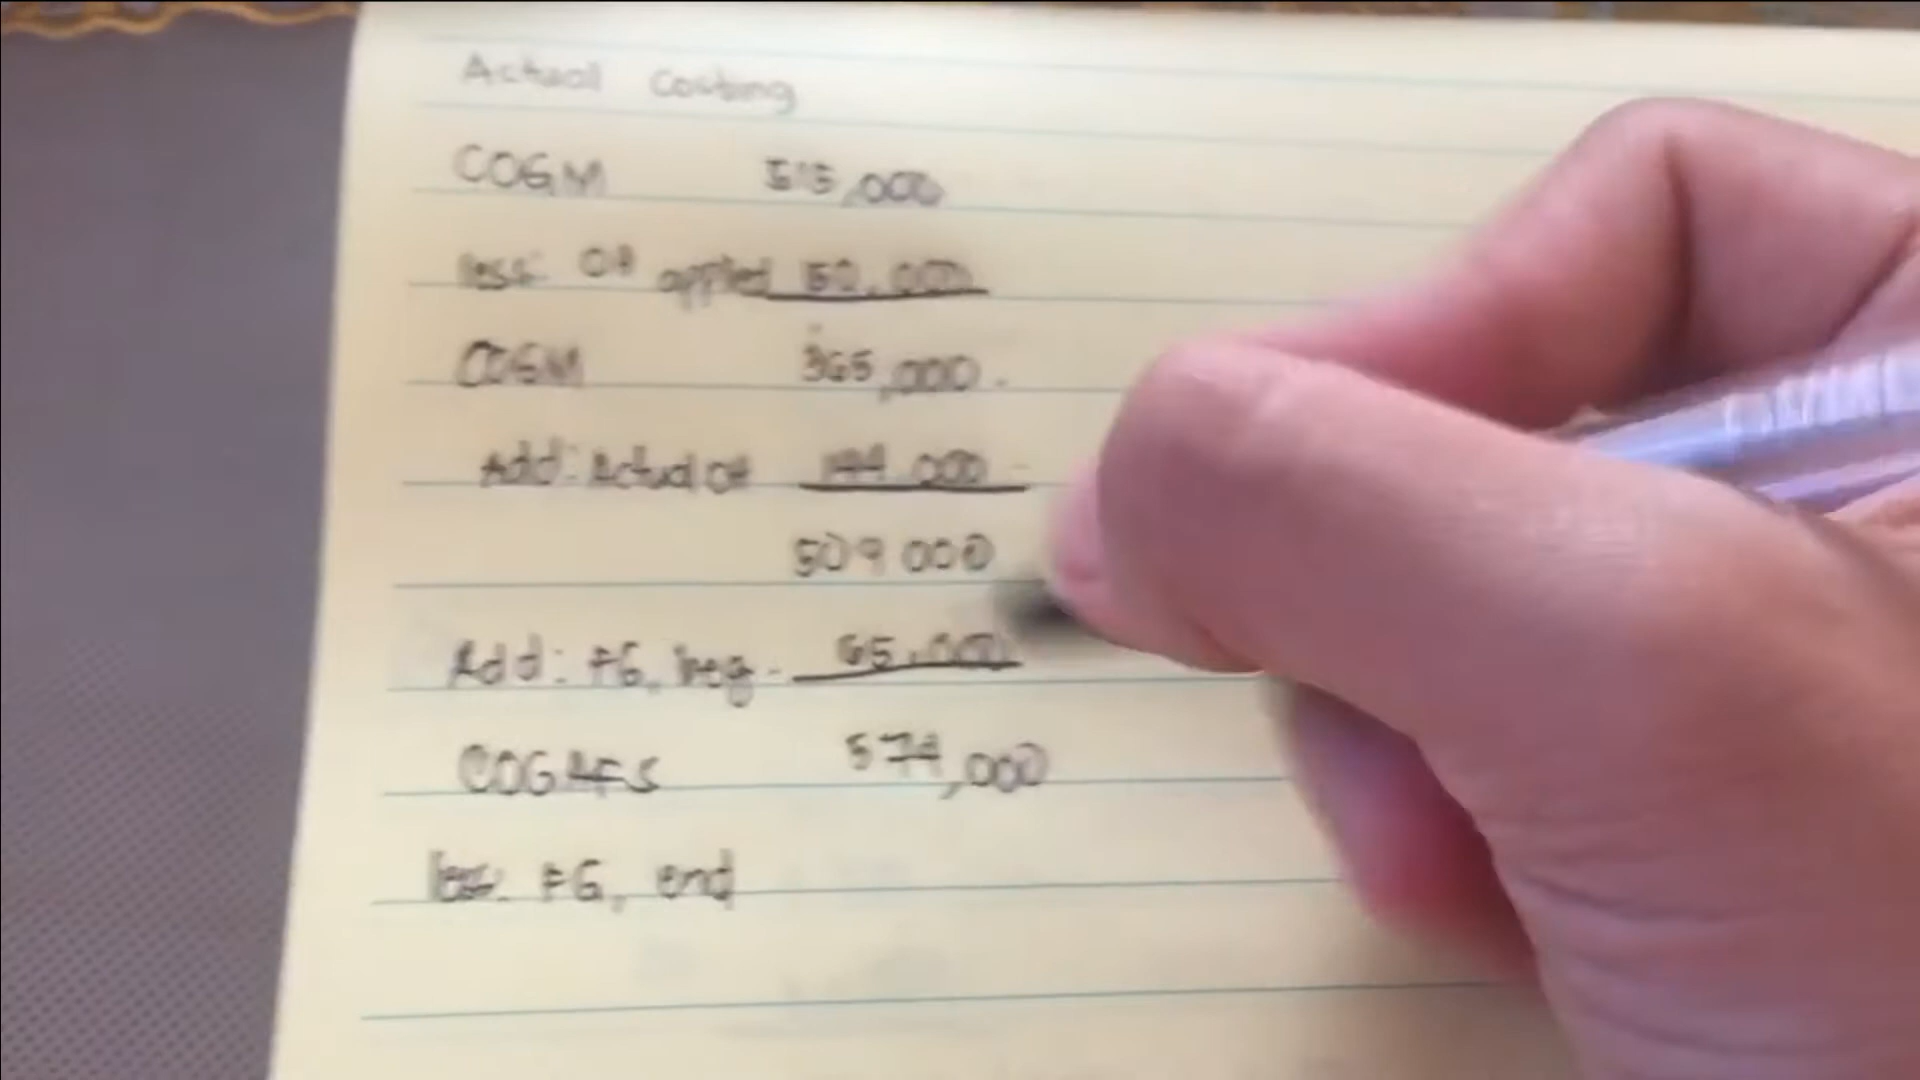 Actual Costing
COGM 515,000
less: OH applied 150,000
COGM 365,000
Add: Actual OH 144,000
509 000
Add: FG, beg. 65,000
COGAFS 574,000
less: FG, end